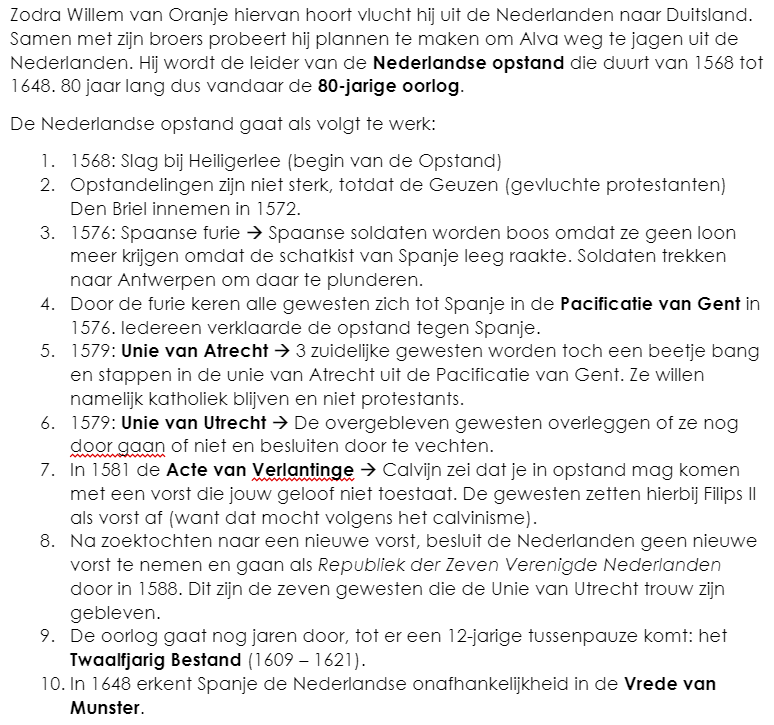 Zodra Willem van Oranje hiervan hoort vlucht hij uit de Nederlanden naar Duitsland.
Samen met zijn broers probeert hij plannen te maken om Alva weg te jagen uit de
Nederlanden. Hij wordt de leider van de Nederlandse opstand die duurt van 1568 tot
1648. 80 jaar lang dus vandaar de 80-jarige oorlog.
De Nederlandse opstand gaat als volgt te werk:
1. 1568: Slag bij Heiligerlee (begin van de Opstand)
2. Opstandelingen zijn niet sterk, totdat de Geuzen (gevluchte protestanten)
Den Briel innemen in 1572.
3. 1576: Spaanse furie → Spaanse soldaten worden boos omdat ze geen loon
meer krijgen omdat de schatkist van Spanje leeg raakte. Soldaten trekken
naar Antwerpen om daar te plunderen.
4. Door de furie keren alle gewesten zich tot Spanje in de Pacificatie van Gent in
1576. Iedereen verklaarde de opstand tegen Spanje.
5. 1579: Unie van Atrecht → 3 zuidelijke gewesten worden toch een beetje bang
en stappen in de unie van Atrecht uit de Pacificatie van Gent. Ze willen
namelijk katholiek blijven en niet protestants.
6. 1579: Unie van Utrecht → De overgebleven gewesten overleggen of ze nog
door gaan of niet en besluiten door te vechten.
7. In 1581 de Acte van Verlantinge → Calvijn zei dat je in opstand mag komen
met een vorst die jouw geloof niet toestaat. De gewesten zetten hierbij Filips II
als vorst af (want dat mocht volgens het calvinisme).
8. Na zoektochten naar een nieuwe vorst, besluit de Nederlanden geen nieuwe
vorst te nemen en gaan als Republiek der Zeven Verenigde Nederlanden
door in 1588. Dit zijn de zeven gewesten die de Unie van Utrecht trouw zijn
gebleven.
9. De oorlog gaat nog jaren door, tot er een 12-jarige tussenpauze komt: het
Twaalfjarig Bestand (1609 – 1621).
10. In 1648 erkent Spanje de Nederlandse onafhankelijkheid in de Vrede van
Munster.